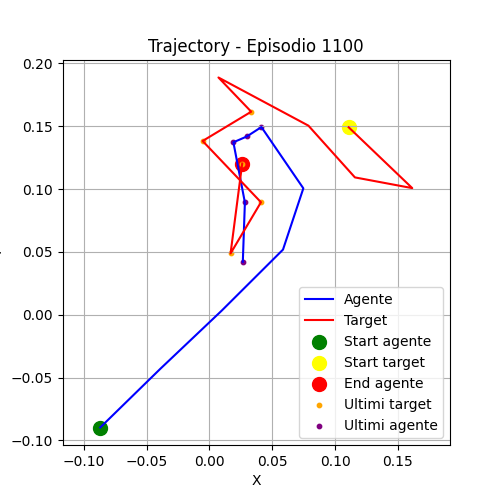 Trajectory - Episodio 1100
0.20
0.15
0.10
0.05
0.00
−0.05
−0.10
−0.10 −0.05 0.00 0.05 0.10 0.15
X
Agente
Target
Start agente
Start target
End agente
Ultimi target
Ultimi agente